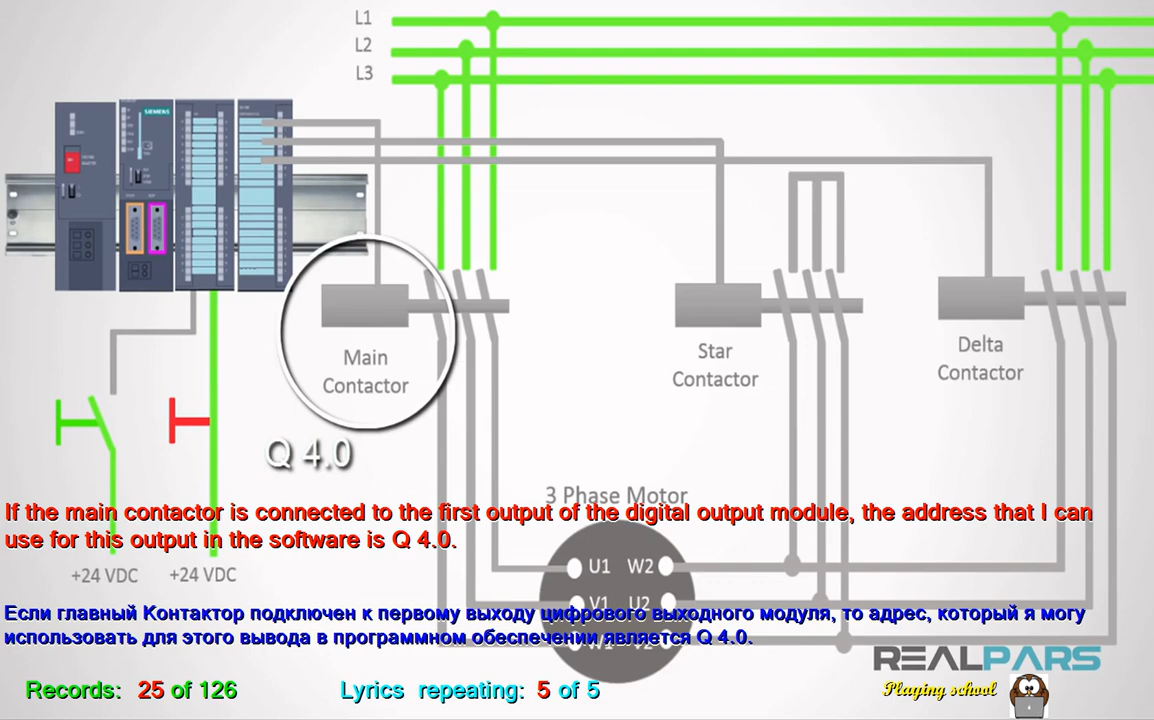 L1
L2
L3
SIEMENS
Main
Contactor
Star
Contactor
Delta
Contactor
Q 4.0
3 Phase Motor
If the main contactor is connected to the first output of the digital output module, the address that I can
use for this output in the software is Q 4.0.
U1 W2
+24 VDC +24 VDC
V1 U2
Если главный Контактор подключен к первому выходу цифрового выходного модуля, то адрес, который я могу
использовать для этого вывода в программном обеспечении является Q 4.0.
W1 V2
REALPARS
Records: 25 of 126
Lyrics repeating: 5 of 5
Playing school